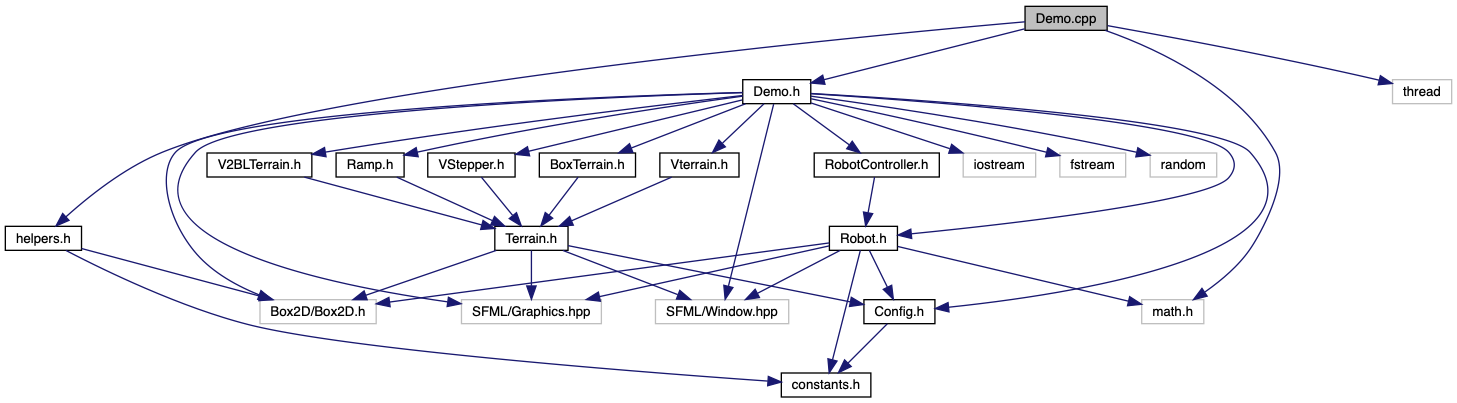 Demo.cpp
Demo.h
thread
V2BLTerrain.h
Ramp.h
VStepper.h
BoxTerrain.h
Vterrain.h
RobotController.h
iostream
fstream
random
helpers.h
Terrain.h
Robot.h
Box2D/Box2D.h
SFML/Graphics.hpp
SFML/Window.hpp
Config.h
math.h
constants.h